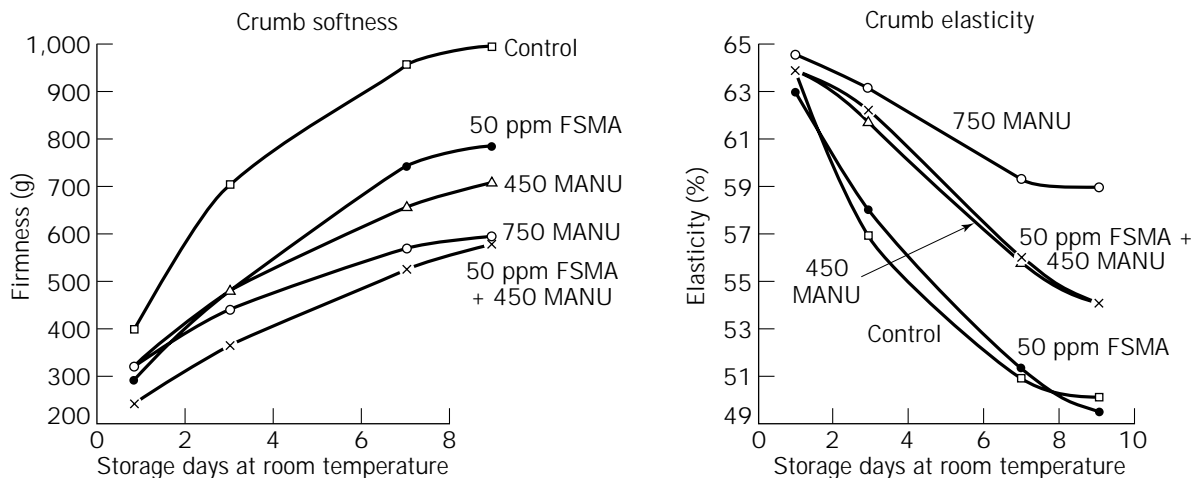 Crumb softness
1,000
900
800
700
600
500
400
300
200
0
2
4
6
8
Firmness (g)
Storage days at room temperature
Control
50 ppm FSMA
450 MANU
750 MANU
50 ppm FSMA
+ 450 MANU
Crumb elasticity
65
63
61
59
57
55
53
51
49
0
2
4
6
8
10
Elasticity (%)
Storage days at room temperature
750 MANU
50 ppm FSMA +
450 MANU
450
MANU
Control
50 ppm FSMA